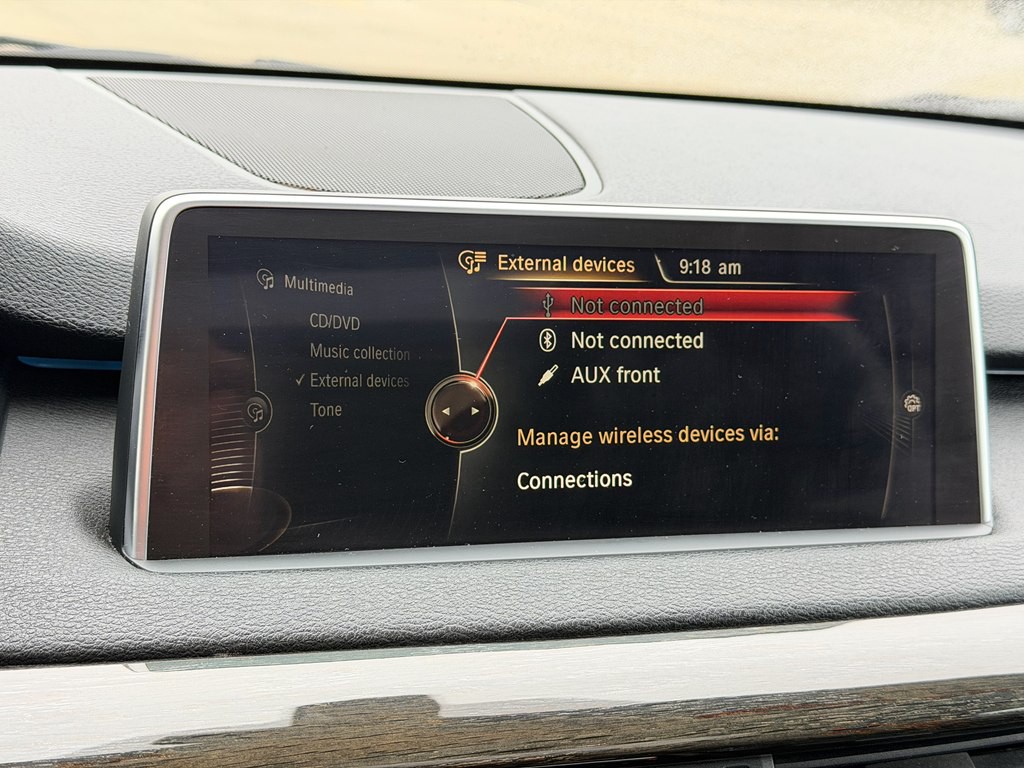 Multimedia
CD/DVD
Music collection
✓ External devices
Tone
External devices
9:18 am
Not connected
Not connected
AUX front
Manage wireless devices via:
Connections
OPT